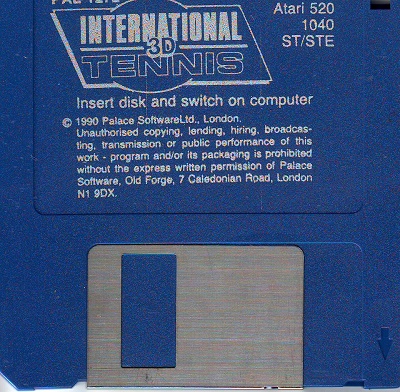 Atari 520
INTERNATIONAL
1040
3D
ST/STE
TENNIS
Insert disk and switch on computer
© 1990 Palace SoftwareLtd., London.
Unauthorised copying, lending, hiring, broadcas-
ting, transmission or public performance of this
work - program and/or its packaging is prohibited
without the express written permission of Palace
Software, Old Forge, 7 Caledonian Road, London
N1 9DX.